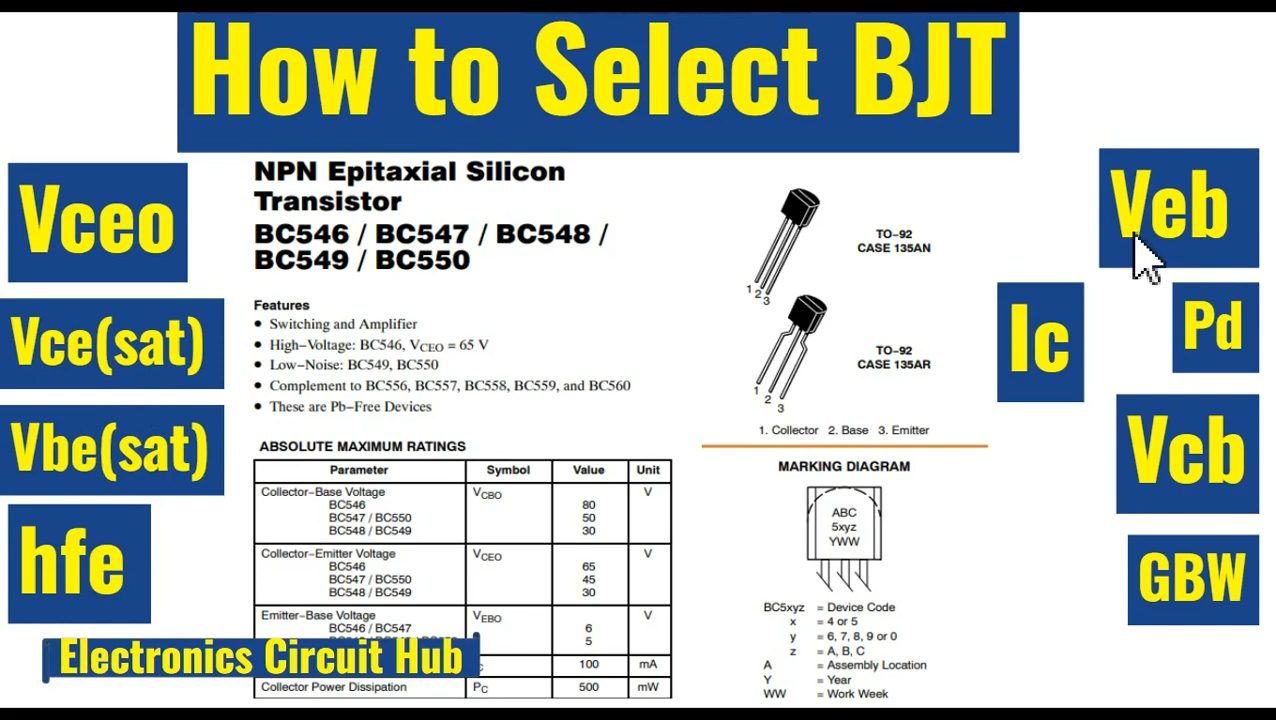 How to Select BJT
Vceo
Vce(sat)
Vbe(sat)
hfe
NPN Epitaxial Silicon
Transistor
BC546 / BC547 / BC548 /
BC549 / BC550
Features
• Switching and Amplifier
• High−Voltage: BC546, VCEO = 65 V
• Low−Noise: BC549, BC550
• Complement to BC556, BC557, BC558, BC559, and BC560
• These are Pb−Free Devices
ABSOLUTE MAXIMUM RATINGS
Parameter Symbol Value Unit
Collector−Base Voltage VCBO V
BC546 80
BC547 / BC550 50
BC548 / BC549 30
Collector−Emitter Voltage VCEO V
BC546 65
BC547 / BC550 45
BC548 / BC549 30
Emitter−Base Voltage VEBO V
BC546 / BC547 6
5
100 mA
Collector Power Dissipation PC 500 mW
Electronics Circuit Hub
1
2
3
TO−92
CASE 135AN
1
2
3
TO−92
CASE 135AR
1. Collector 2. Base 3. Emitter
MARKING DIAGRAM
ABC
5xyz
YWW
BC5xyz = Device Code
x = 4 or 5
y = 6, 7, 8, 9 or 0
z = A, B, C
A = Assembly Location
Y = Year
WW = Work Week
Veb
Ic
Pd
Vcb
GBW